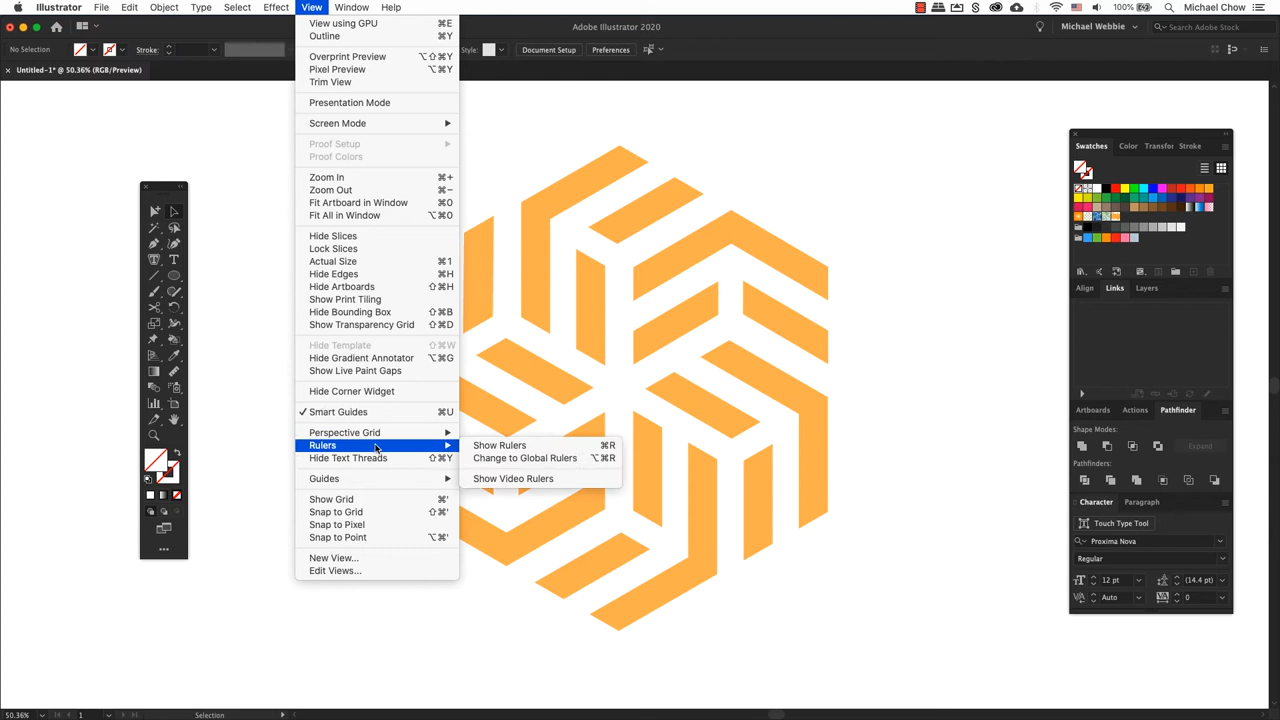 Illustrator File Edit Object Type Select Effect View Window Help 100% Michael Chow
Adobe Illustrator 2020
Michael Webbie
Search Adobe Stock
No Selection Stroke: Style: Document Setup Preferences
× Untitled-1* @ 50.36% (RGB/Preview)
View using GPU ⌘E
Outline ⌘Y
Overprint Preview ⌥⇧⌘Y
Pixel Preview ⌥⌘Y
Trim View
Presentation Mode
Screen Mode
Proof Setup
Proof Colors
Zoom In ⌘+
Zoom Out ⌘−
Fit Artboard in Window ⌘0
Fit All in Window ⌥⌘0
Hide Slices
Lock Slices
Actual Size ⌘1
Hide Edges ⌘H
Hide Artboards ⇧⌘H
Show Print Tiling
Hide Bounding Box ⇧⌘B
Show Transparency Grid ⇧⌘D
Hide Template ⇧⌘W
Hide Gradient Annotator ⌥⌘G
Show Live Paint Gaps
Hide Corner Widget
✓ Smart Guides ⌘U
Perspective Grid
Rulers
Hide Text Threads ⇧⌘Y
Guides
Show Grid ⌘'
Snap to Grid ⇧⌘'
Snap to Pixel
Snap to Point ⌥⌘'
New View...
Edit Views...
Show Rulers ⌘R
Change to Global Rulers ⌥⌘R
Show Video Rulers
Swatches Color Transfor Stroke
Align Links Layers
Artboards Actions Pathfinder
Shape Modes:
Expand
Pathfinders:
Character Paragraph
Touch Type Tool
Proxima Nova
Regular
12 pt (14.4 pt)
Auto 0
50.36% 1 Selection